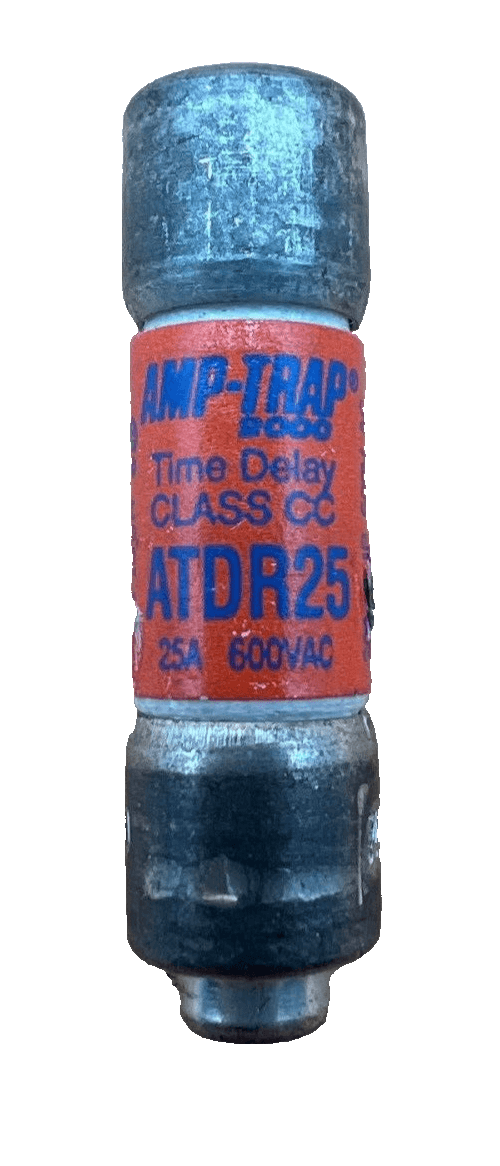 AMP-TRAP®
2000
Time Delay
CLASS CC
ATDR25
25A 600VAC